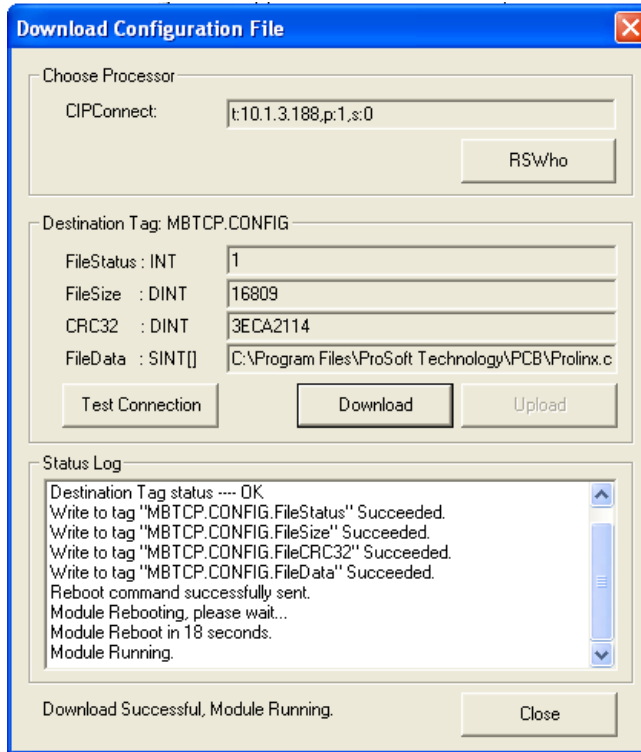 Download Configuration File
Choose Processor
CIPConnect: t:10.1.3.188,p:1,s:0
RSWho
Destination Tag: MBTCP.CONFIG
FileStatus : INT 1
FileSize : DINT 16809
CRC32 : DINT 3ECA2114
FileData : SINT[] C:\Program Files\ProSoft Technology\PCB\Prolinx.c
Test Connection Download Upload
Status Log
Destination Tag status ---- OK
Write to tag "MBTCP.CONFIG.FileStatus" Succeeded.
Write to tag "MBTCP.CONFIG.FileSize" Succeeded.
Write to tag "MBTCP.CONFIG.FileCRC32" Succeeded.
Write to tag "MBTCP.CONFIG.FileData" Succeeded.
Reboot command successfully sent.
Module Rebooting, please wait...
Module Reboot in 18 seconds.
Module Running.
Download Successful, Module Running. Close